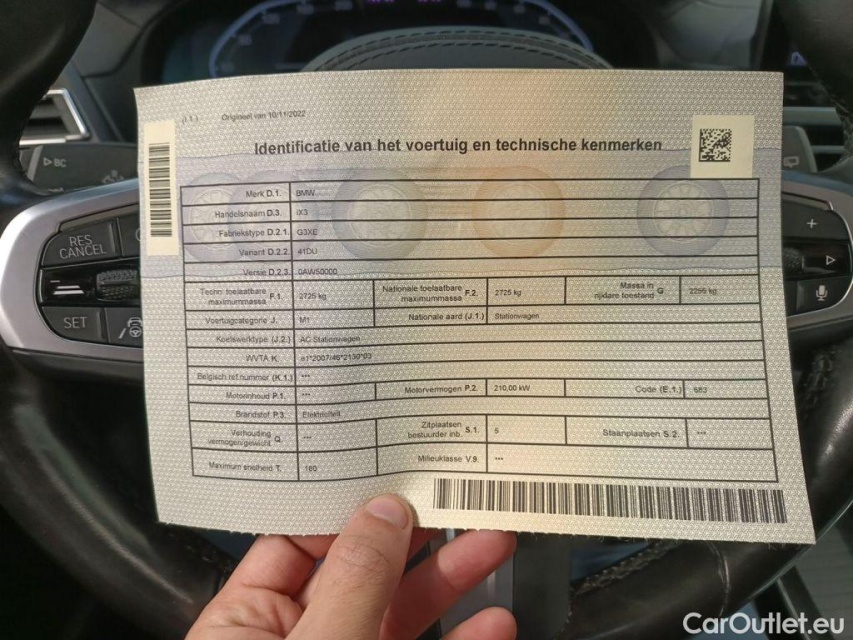 BC
RES
CANCEL
SET
+
(I.1) Origineel van 10/11/2022
Identificatie van het voertuig en technische kenmerken
Merk D.1. BMW
Handelsnaam D.3. iX3
Fabriekstype D.2.1. G3XE
Variant D.2.2. 41DU
Versie D.2.3. 0AW50000
Techn. toelaatbare maximummassa F.1. 2725 kg Nationale toelaatbare maximummassa F.2. 2725 kg Massa in rijklare toestand G. 2255 kg
Voertuigcategorie J. M1 Nationale aard (J.1.) Stationwagen
Koetswerktype (J.2.) AC Stationwagen
WVTA K. e1*2007/46*2130*03
Belgisch ref.nummer (K.1.) ***
Motorinhoud P.1. *** Motorvermogen P.2. 210,00 kW Code (E.1.) 683
Brandstof P.3. Elektriciteit
Verhouding vermogen/gewicht Q. *** Zitplaatsen bestuurder inb. S.1. 5 Staanplaatsen S.2. ***
Maximum snelheid T. 180 Milieuklasse V.9. ***
CarOutlet.eu